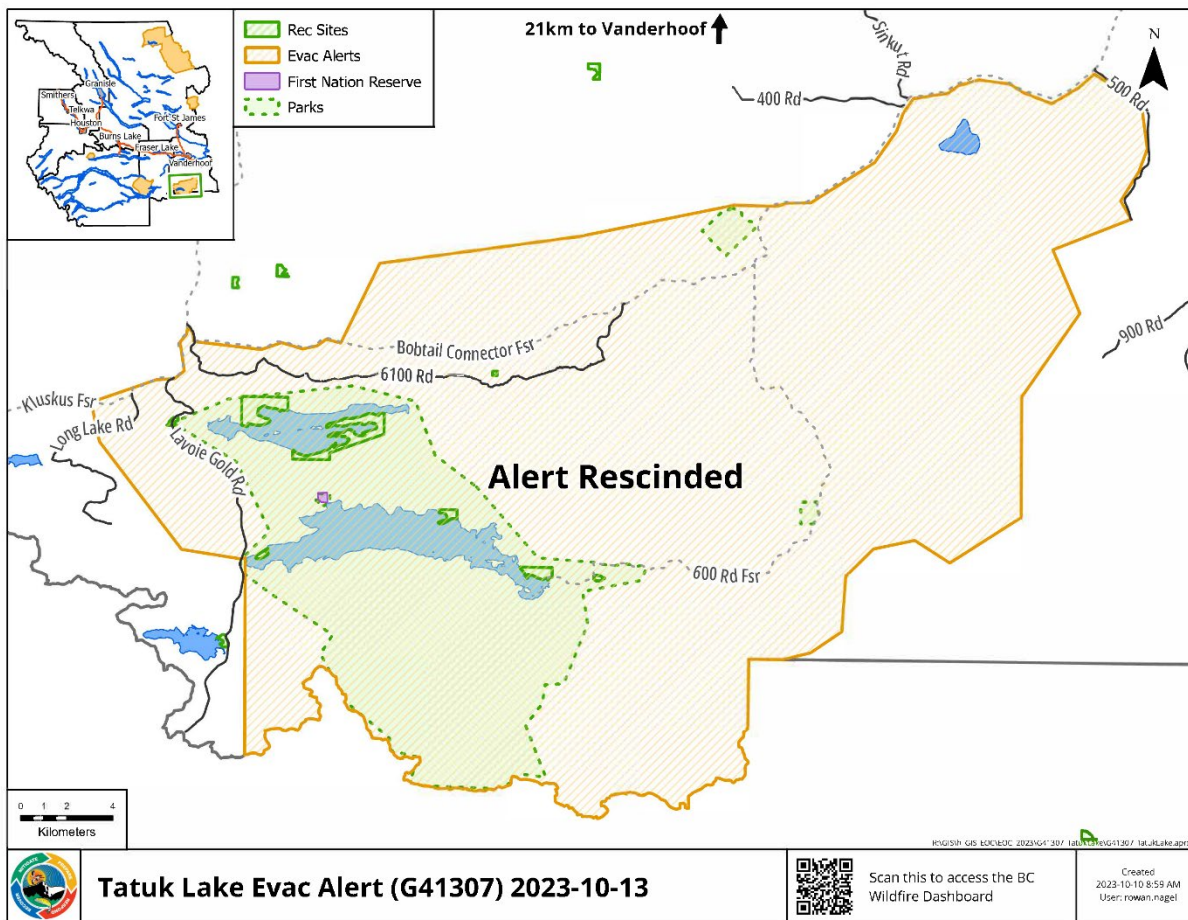 Rec Sites
Evac Alerts
First Nation Reserve
Parks
21km to Vanderhoof
N
Granisle
Smithers
Telkwa
Houston
Burns Lake
Fort St James
Fraser Lake
Vanderhoof
Sinkut Rd
400 Rd
500 Rd
900 Rd
Bobtail Connector Fsr
6100 Rd
Kluskus Fsr
Long Lake Rd
Lavoie Gold Rd
Alert Rescinded
600 Rd Fsr
0 1 2 4
Kilometers
Tatuk Lake Evac Alert (G41307) 2023-10-13
Scan this to access the BC
Wildfire Dashboard
Created
2023-10-10 8:59 AM
User: rowan.nagel